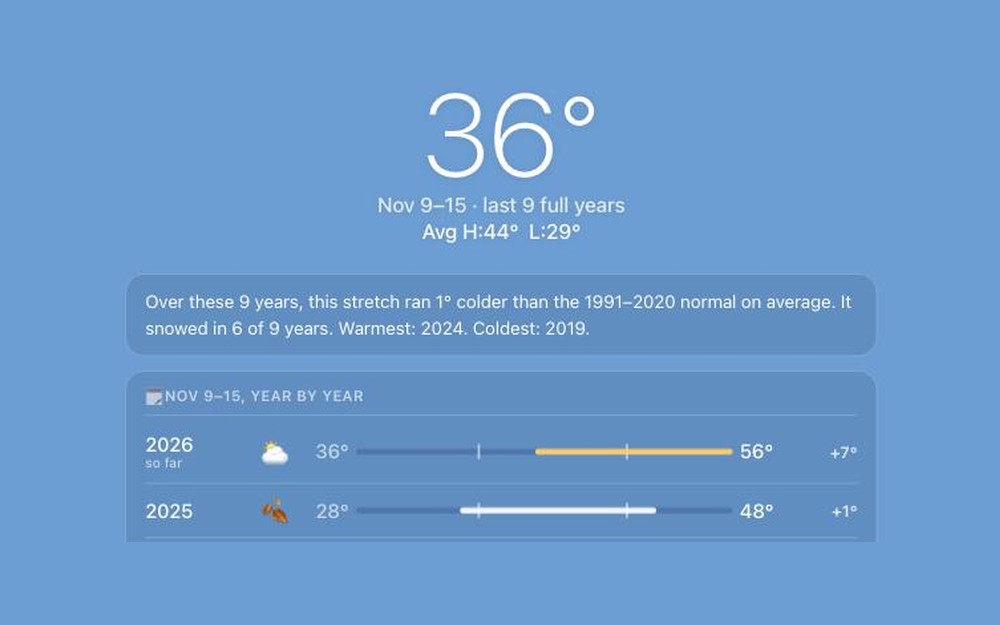 36°
Nov 9–15 · last 9 full years
Avg H:44° L:29°
Over these 9 years, this stretch ran 1° colder than the 1991–2020 normal on average. It
snowed in 6 of 9 years. Warmest: 2024. Coldest: 2019.
NOV 9–15, YEAR BY YEAR
2026 36° 56° +7°
so far
2025 28° 48° +1°